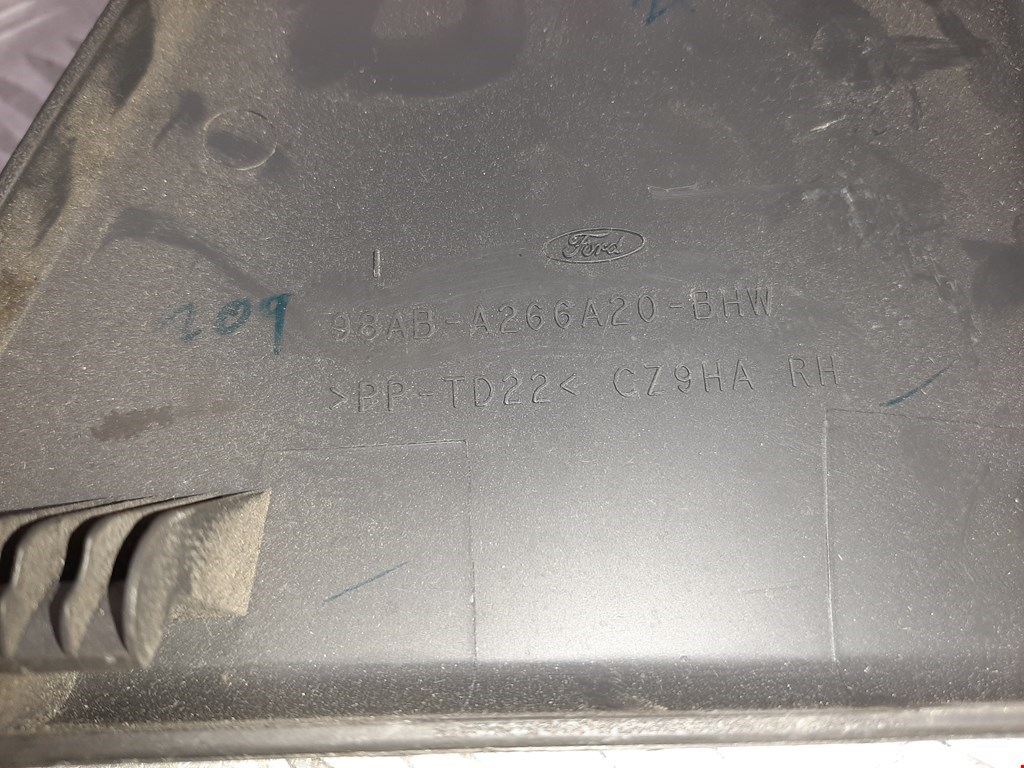 Ford
98AB-A266A20-BHW
>PP-TD22< CZ9HA RH